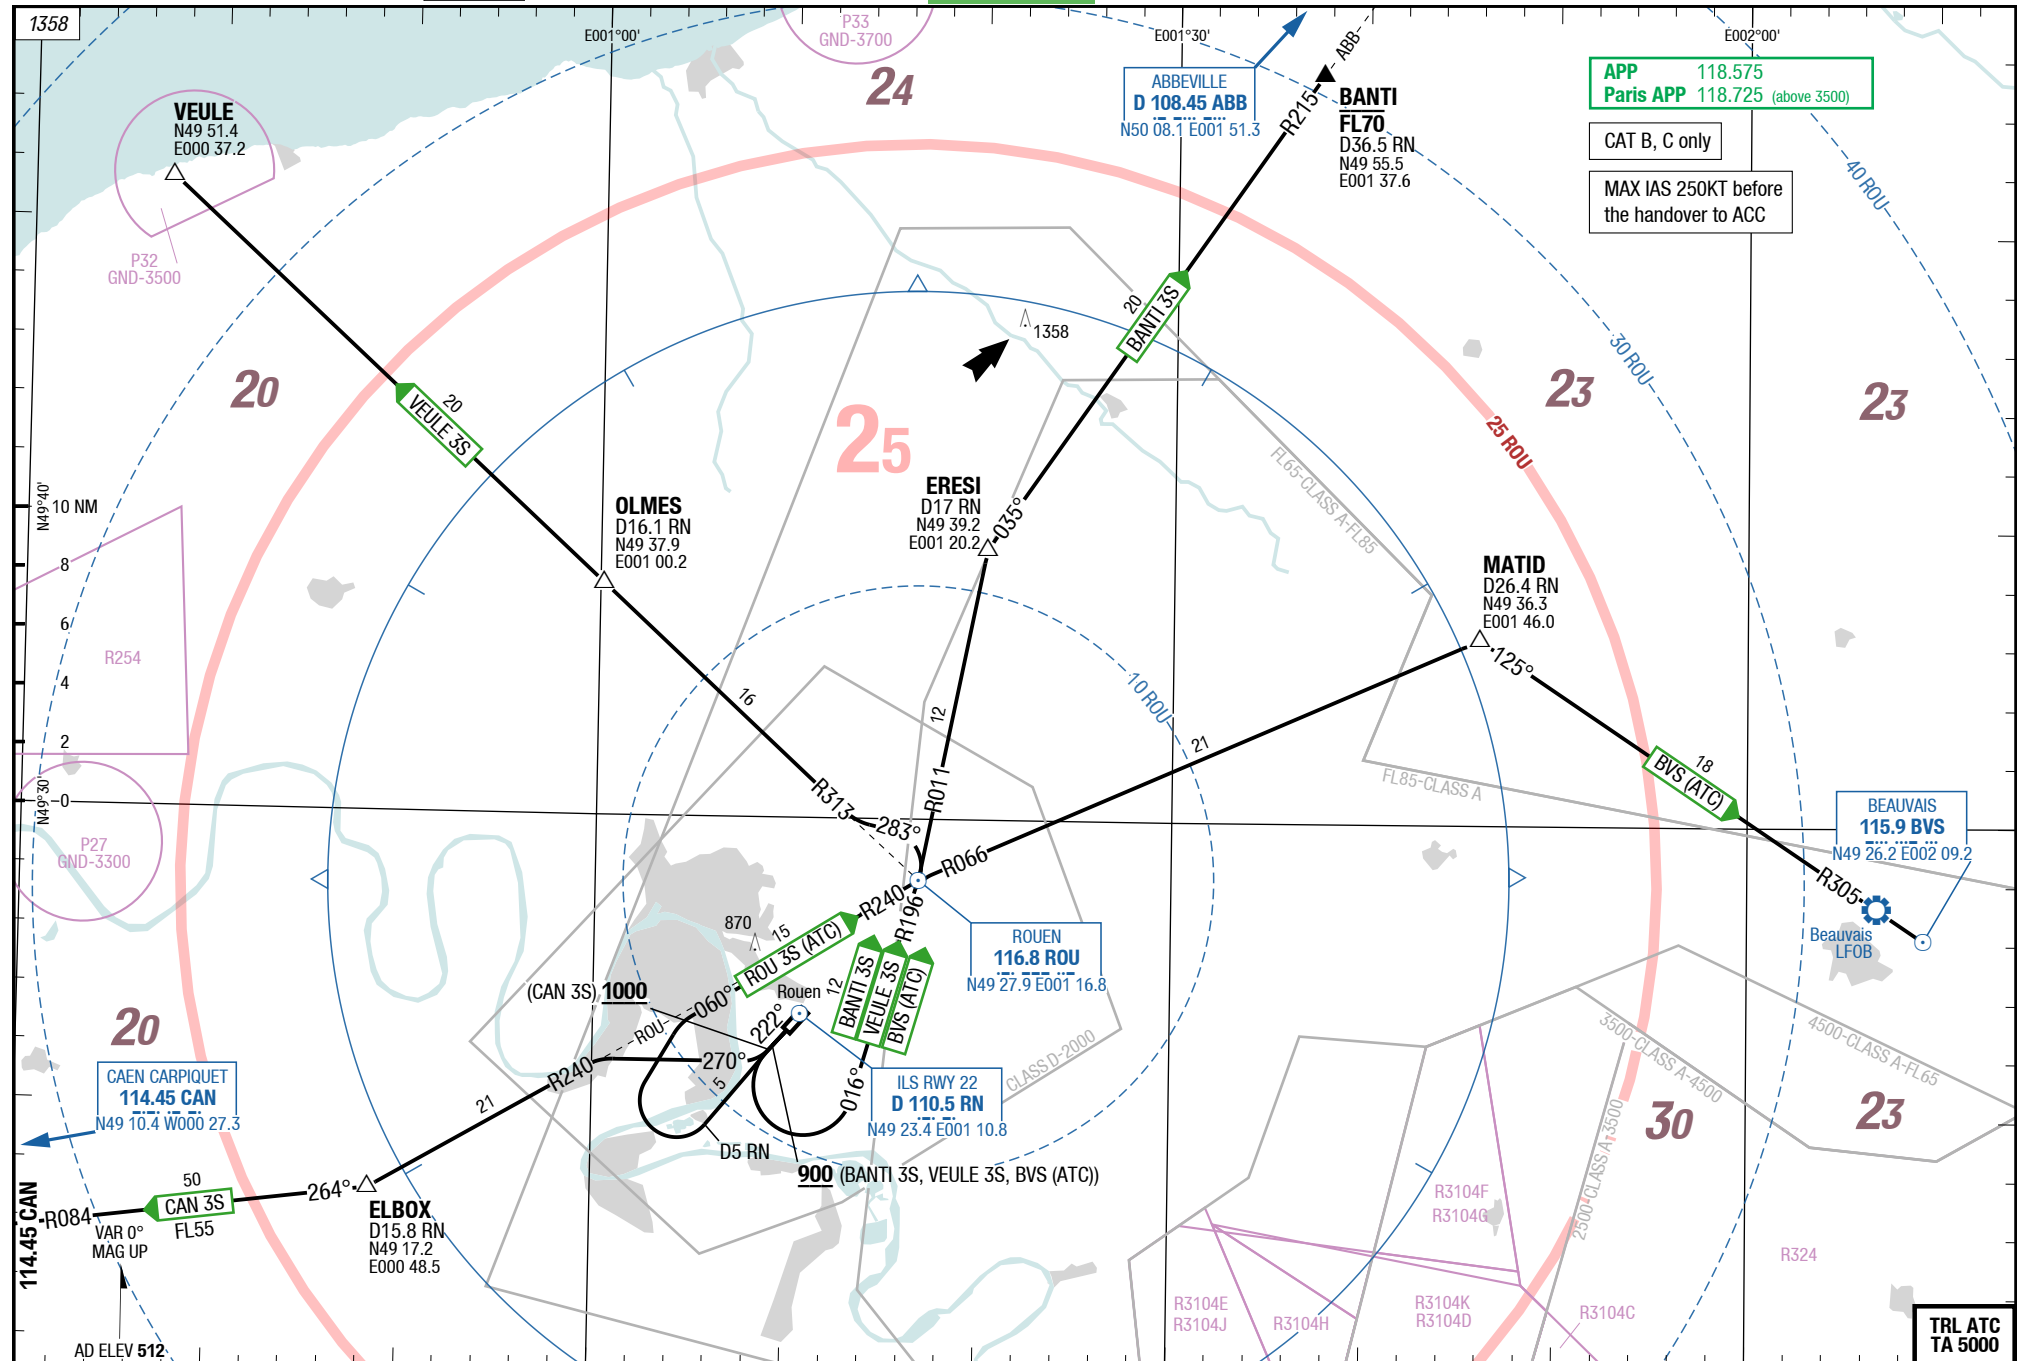 1358
P33
GND-3700
24
E001°00'
E001°30'
E002°00'
ABBEVILLE
D 108.45 ABB
N50 08.1 E001 51.3
ABB
R215
BANTI
FL70
D36.5 RN
N49 55.5
E001 37.6
APP 118.575
Paris APP 118.725 (above 3500)
CAT B, C only
MAX IAS 250KT before
the handover to ACC
40 ROU
VEULE
N49 51.4
E000 37.2
P32
GND-3500
20
BANTI 3S
1358
30 ROU
20
20
VEULE 3S
25
23
23
25 ROU
FL65-CLASS A-FL85
N49°40'
10 NM
8
6
4
2
0
N49°30'
OLMES
D16.1 RN
N49 37.9
E001 00.2
ERESI
D17 RN
N49 39.2
E001 20.2
035°
MATID
D26.4 RN
N49 36.3
E001 46.0
125°
R254
16
12
10 ROU
21
18
BVS (ATC)
FL85-CLASS A
R313
283°
R011
R066
P27
GND-3300
BEAUVAIS
115.9 BVS
N49 26.2 E002 09.2
R305
Beauvais
LFOB
R240
R196
870
15
ROU 3S (ATC)
ROUEN
116.8 ROU
N49 27.9 E001 16.8
(CAN 3S) 1000
060°
ROU
Rouen
222°
12
BANTI 3S
VEULE 3S
BVS (ATC)
20
R240
270°
5
016°
CLASS D-2000
3500-CLASS A-4500
4500-CLASS A-FL65
CAEN CARPIQUET
114.45 CAN
N49 10.4 W000 27.3
ILS RWY 22
D 110.5 RN
N49 23.4 E001 10.8
21
D5 RN
900 (BANTI 3S, VEULE 3S, BVS (ATC))
30
23
2500-CLASS A-3500
114.45 CAN
R084
50
CAN 3S
FL55
264°
VAR 0°
MAG UP
ELBOX
D15.8 RN
N49 17.2
E000 48.5
R3104F
R3104G
R324
R3104E
R3104J
R3104H
R3104K
R3104D
R3104C
AD ELEV 512
TRL ATC
TA 5000